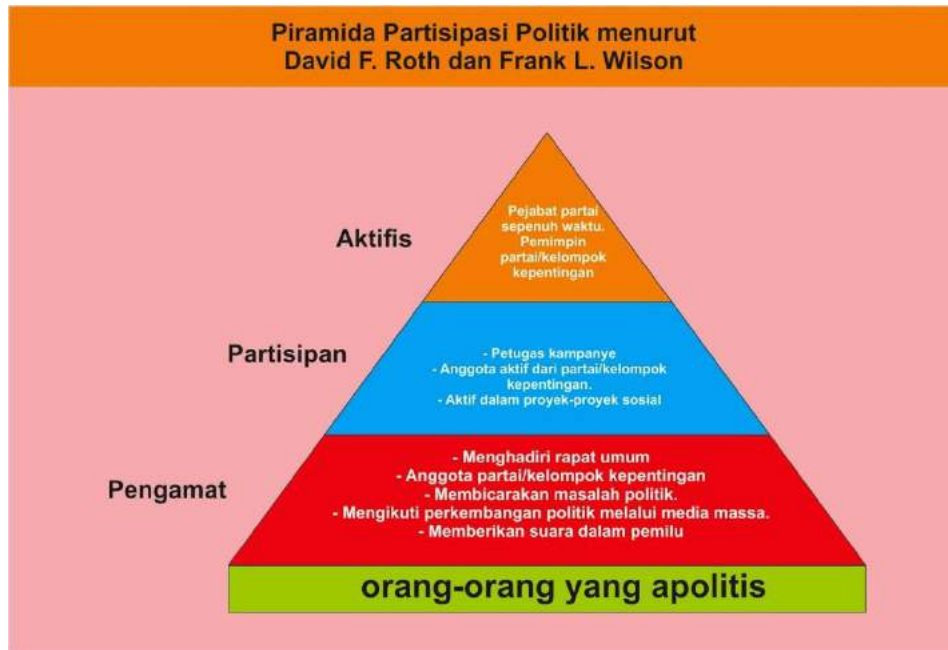 Piramida Partisipasi Politik menurut
David F. Roth dan Frank L. Wilson
Aktifis
Pejabat partai
sepenuh waktu.
Pemimpin
partai/kelompok
kepentingan
Partisipan
- Petugas kampanye
- Anggota aktif dari partai/kelompok
kepentingan.
- Aktif dalam proyek-proyek sosial
Pengamat
- Menghadiri rapat umum
- Anggota partai/kelompok kepentingan
- Membicarakan masalah politik.
- Mengikuti perkembangan politik melalui media massa.
- Memberikan suara dalam pemilu
orang-orang yang apolitis